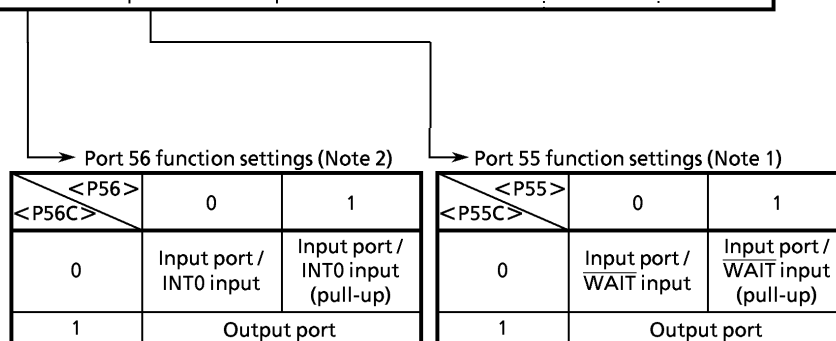 Port 56 function settings (Note 2)
<P56>
<P56C>
0
1
0
Input port /
INT0 input
Input port /
INT0 input
(pull-up)
1
Output port
Port 55 function settings (Note 1)
<P55>
<P55C>
0
1
0
Input port /
WAIT input
Input port /
WAIT input
(pull-up)
1
Output port